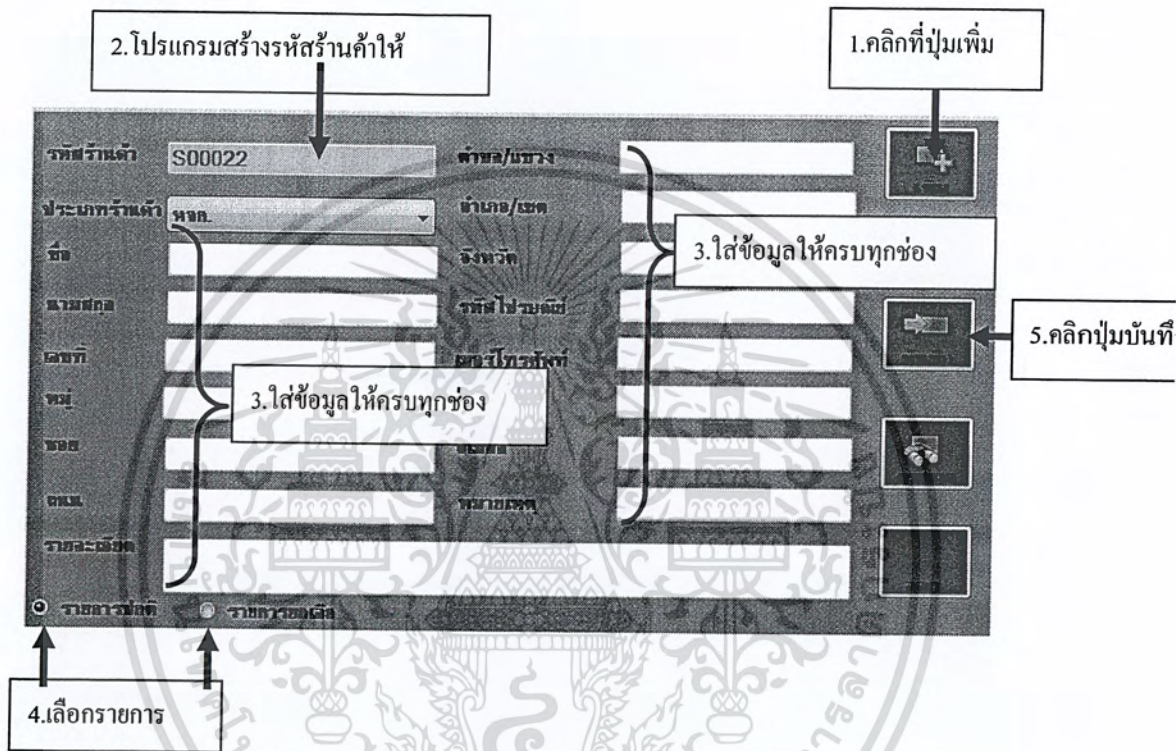 2.โปรแกรมสร้างรหัสร้านค้าให้
1.คลิกที่ปุ่มเพิ่ม
รหัสร้านค้า S00022 ตำบล/แขวง
ประเภทร้านค้า หจก. อำเภอ/เขต
3.ใส่ข้อมูลให้ครบทุกช่อง
ชื่อ จังหวัด
นามสกุล รหัสไปรษณีย์
5.คลิกปุ่มบันทึ
เลขที่ เบอร์โทรศัพท์
3.ใส่ข้อมูลให้ครบทุกช่อง
หมู่
ซอย
ถนน หมายเหตุ
รายละเอียด
รายการปกติ รายการยกเลิก
4.เลือกรายการ